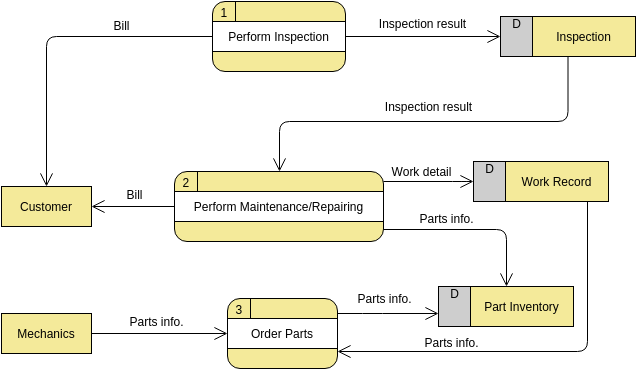 1
Perform Inspection
Bill
Inspection result
D
Inspection
Inspection result
2
Perform Maintenance/Repairing
Work detail
D
Work Record
Customer
Bill
Parts info.
D
Part Inventory
Mechanics
Parts info.
3
Order Parts
Parts info.
Parts info.